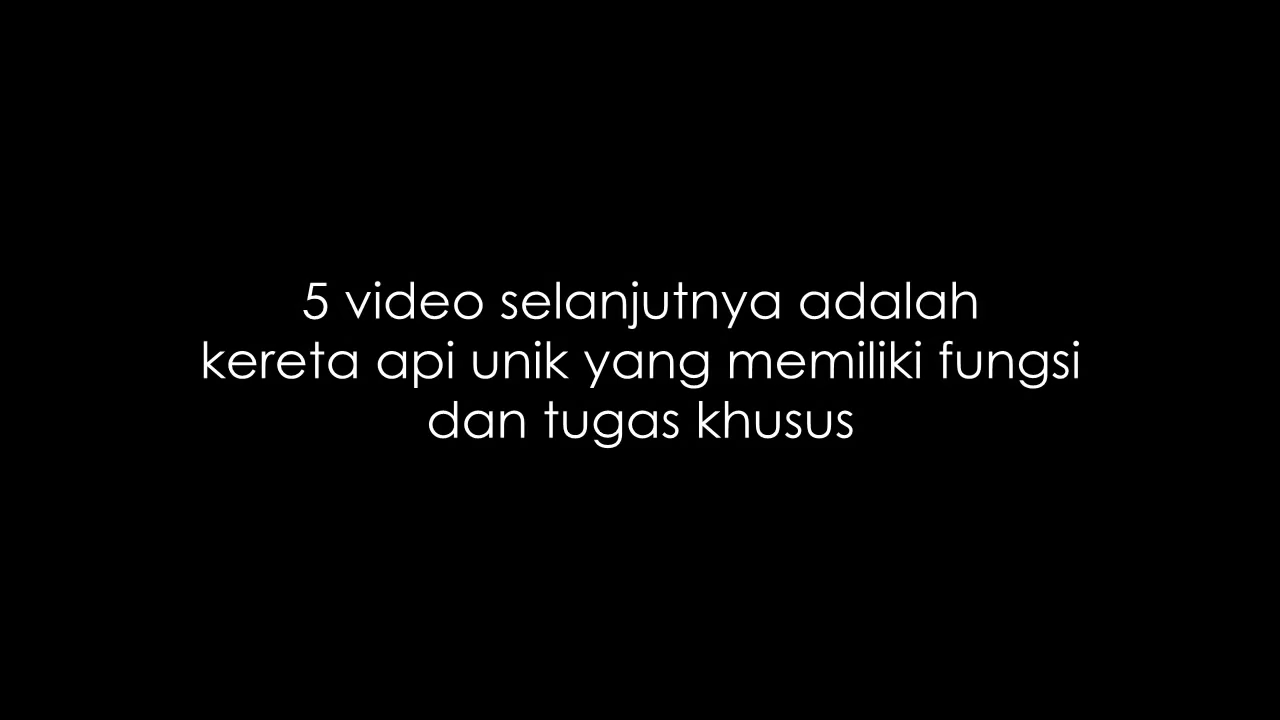 5 video selanjutnya adalah
kereta api unik yang memiliki fungsi
dan tugas khusus